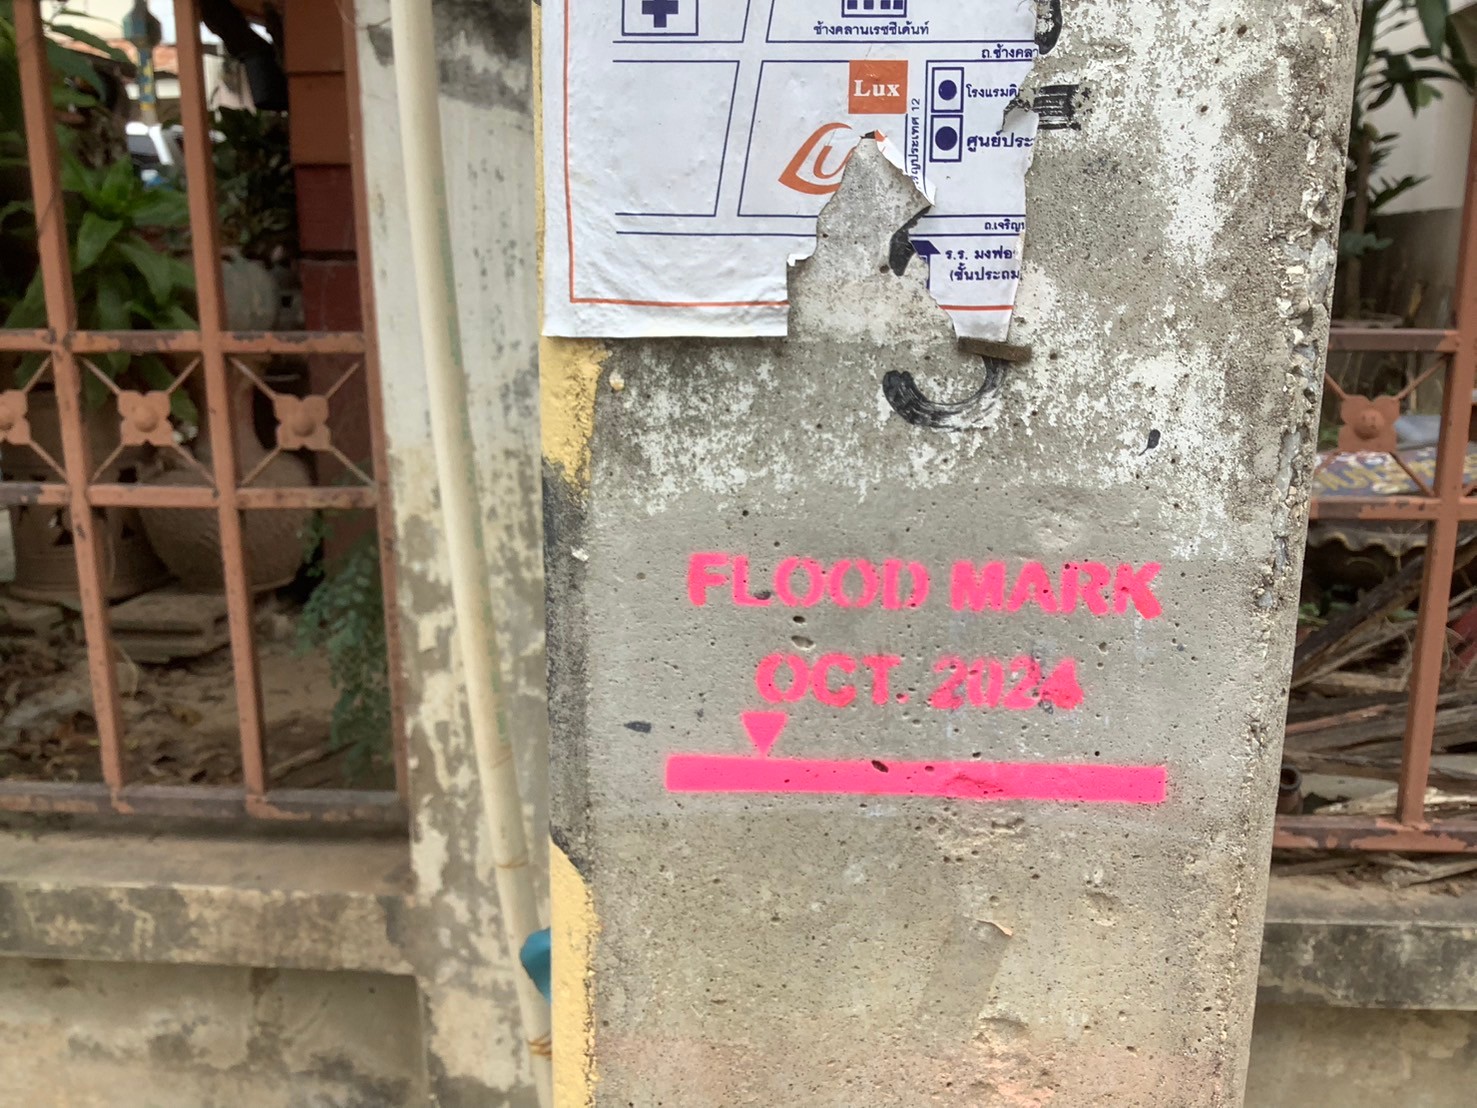 ช้างคลานเรซซิเด้นท์
ถ.ช้างคลา
Lux
โรงแรม
ศูนย์ประ
ญประเทศ 12
ถ.เจริญ
ร.ร. มงฟอ
(ชั้นประถม
FLOOD MARK
OCT. 2024